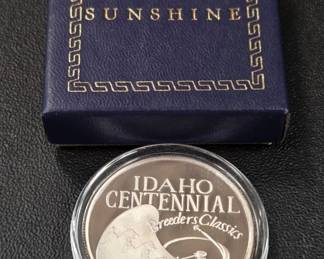 SUNSHINE
IDAHO
CENTENNIAL
Breeders Classics